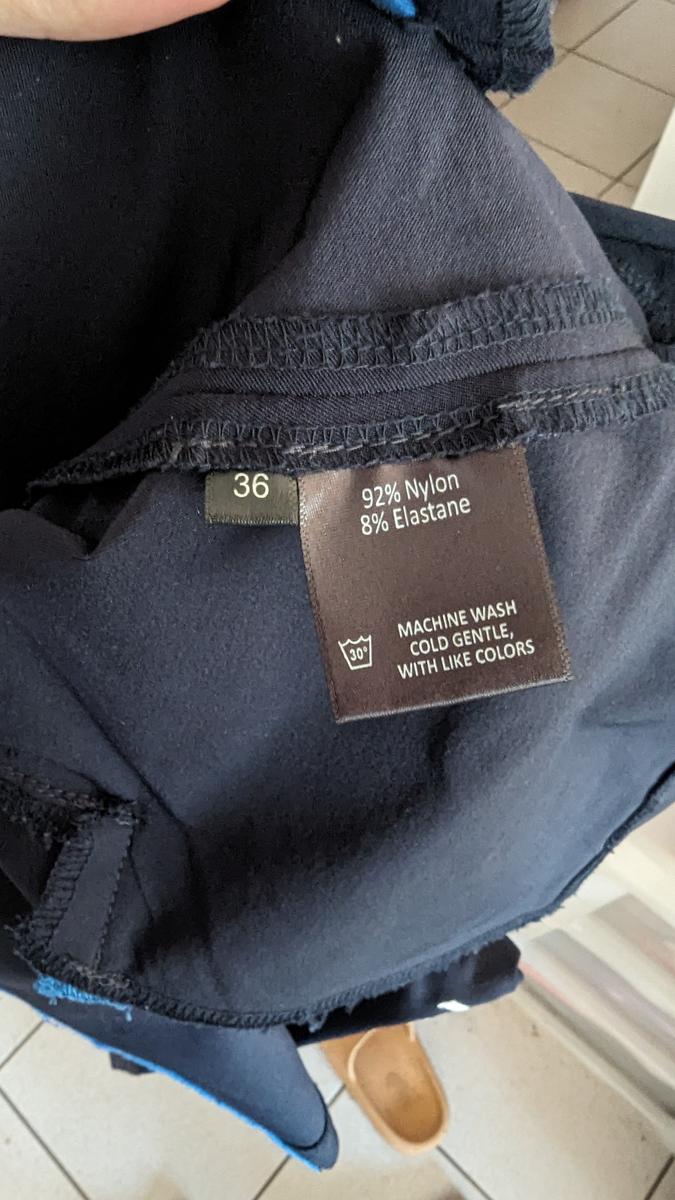 36
92% Nylon
8% Elastane
30°
MACHINE WASH
COLD GENTLE,
WITH LIKE COLORS